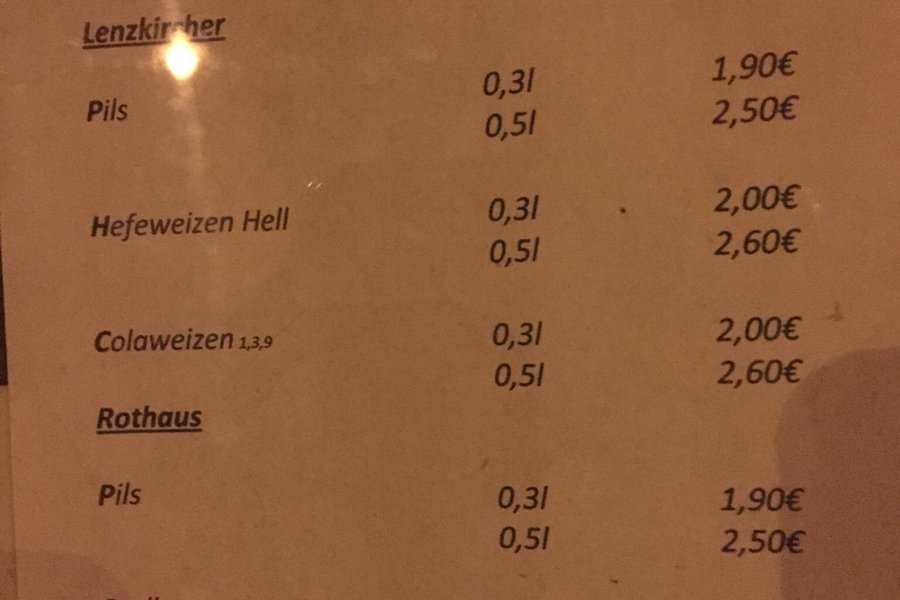 Lenzkircher
Pils 0,3l 1,90€
0,5l 2,50€
Hefeweizen Hell 0,3l 2,00€
0,5l 2,60€
Colaweizen 1,3,9 0,3l 2,00€
0,5l 2,60€
Rothaus
Pils 0,3l 1,90€
0,5l 2,50€